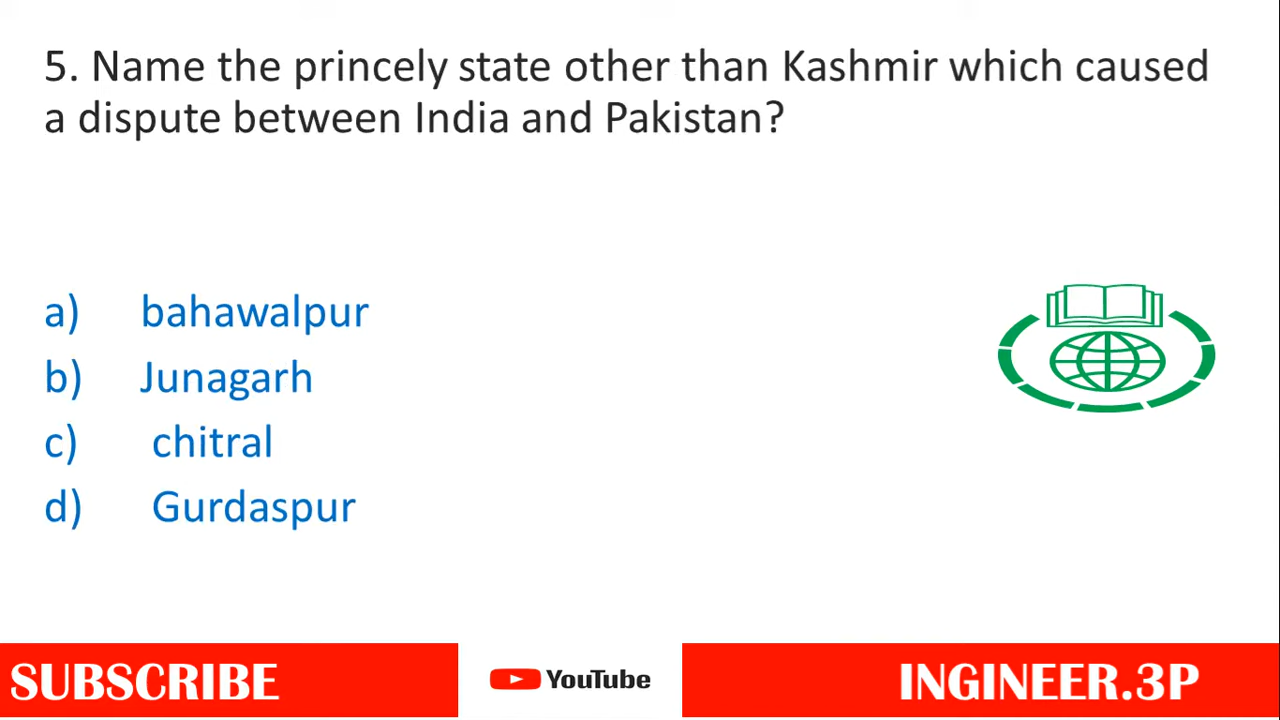 5. Name the princely state other than Kashmir which caused
a dispute between India and Pakistan?
a) bahawalpur
b) Junagarh
c) chitral
d) Gurdaspur
SUBSCRIBE YouTube INGINEER.3P